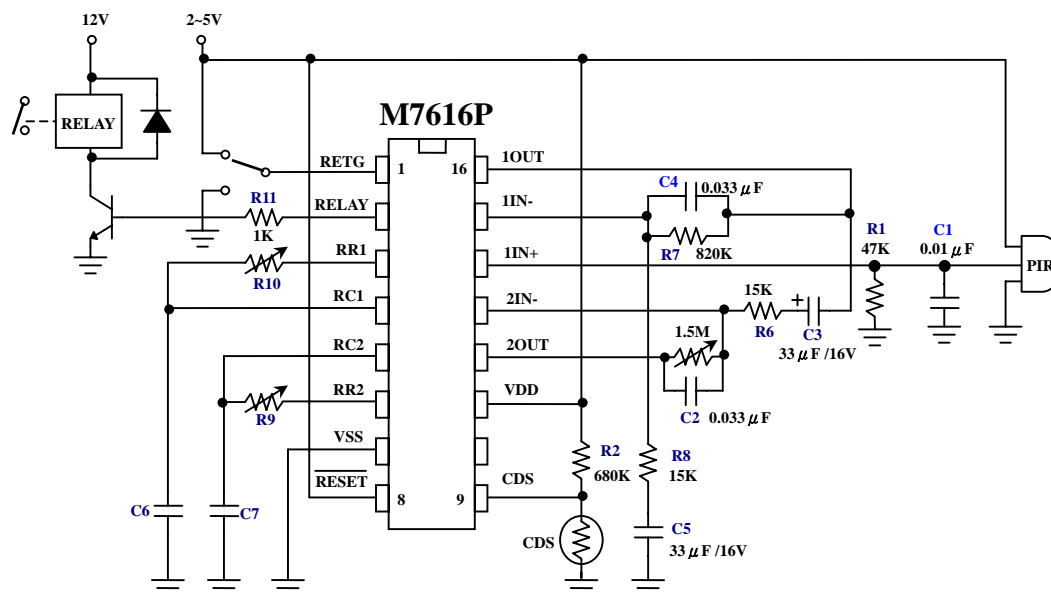 12V
2~5V
M7616P
RELAY
RETG
1
16
1OUT
C4
0.033μF
R11
1K
RELAY
1IN-
R7
820K
R1
47K
C1
0.01μF
RR1
R10
1IN+
PIR
RC1
2IN-
15K
R6
+
C3
33μF/16V
RC2
2OUT
1.5M
RR2
R9
VDD
C2
0.033μF
VSS
R2
680K
R8
15K
RESET
8
9
CDS
C6
C7
CDS
C5
33μF/16V